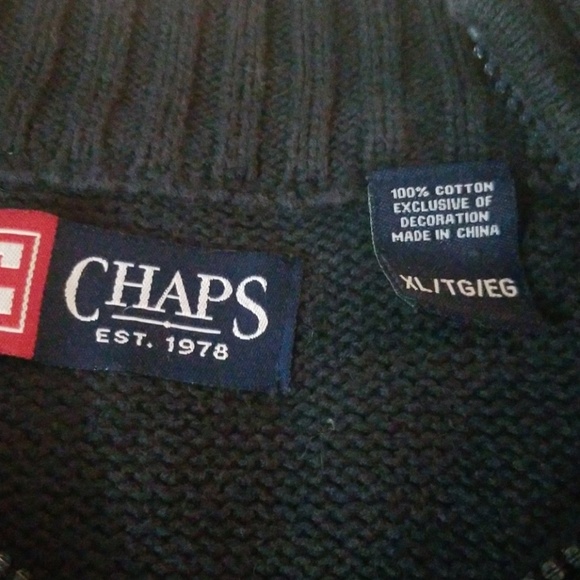 CHAPS
EST. 1978
100% COTTON
EXCLUSIVE OF
DECORATION
MADE IN CHINA
XL/TG/EG